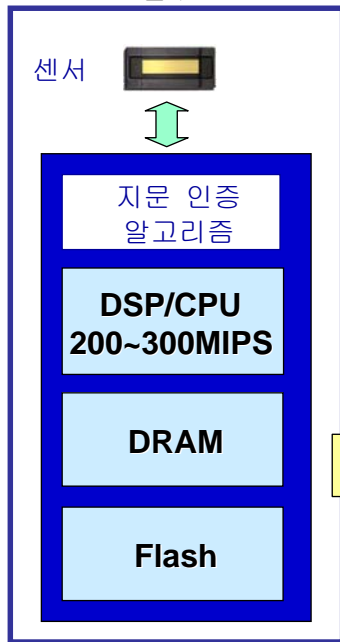 센서
지문 인증
알고리즘
DSP/CPU
200~300MIPS
DRAM
Flash